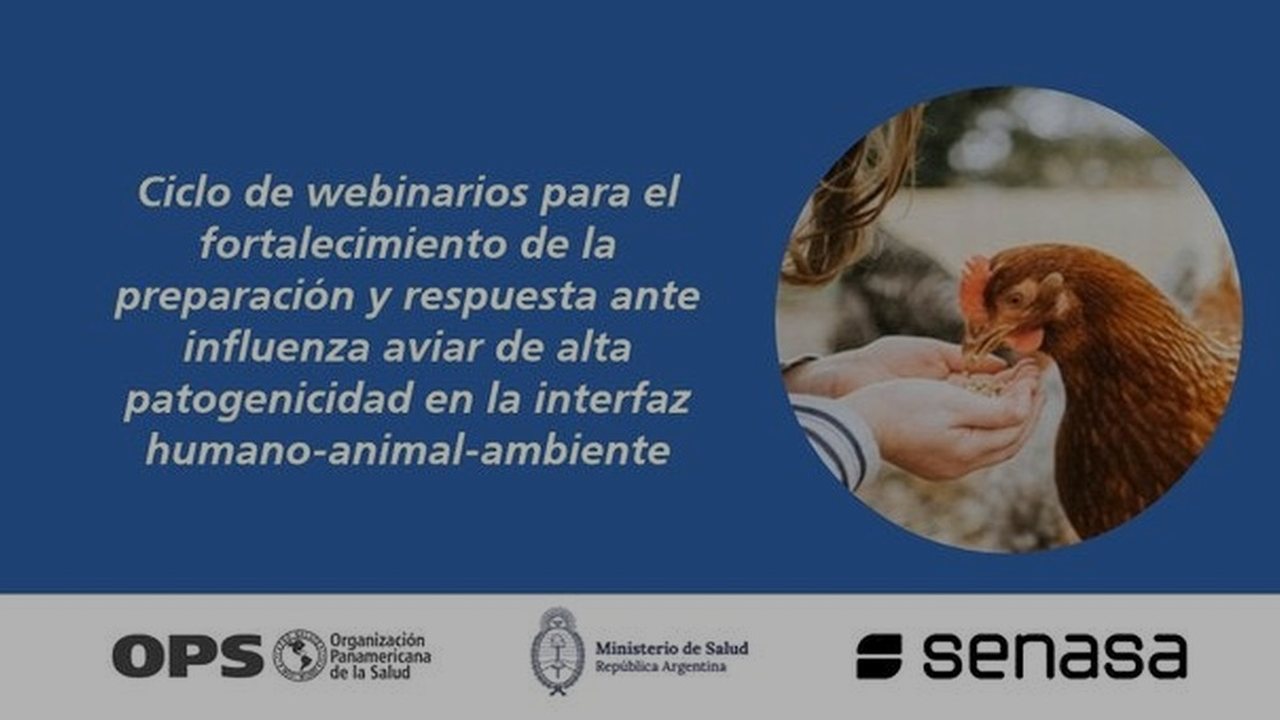 Ciclo de webinarios para el
fortalecimiento de la
preparación y respuesta ante
influenza aviar de alta
patogenicidad en la interfaz
humano-animal-ambiente
OPS
Organización
Panamericana
de la Salud
Ministerio de Salud
República Argentina
senasa